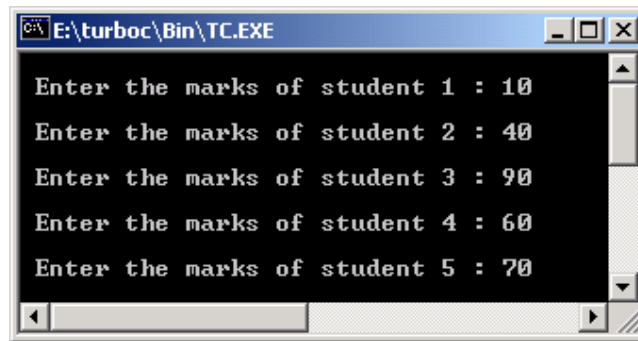 E:\turboc\Bin\TC.EXE
Enter the marks of student 1 : 10
Enter the marks of student 2 : 40
Enter the marks of student 3 : 90
Enter the marks of student 4 : 60
Enter the marks of student 5 : 70